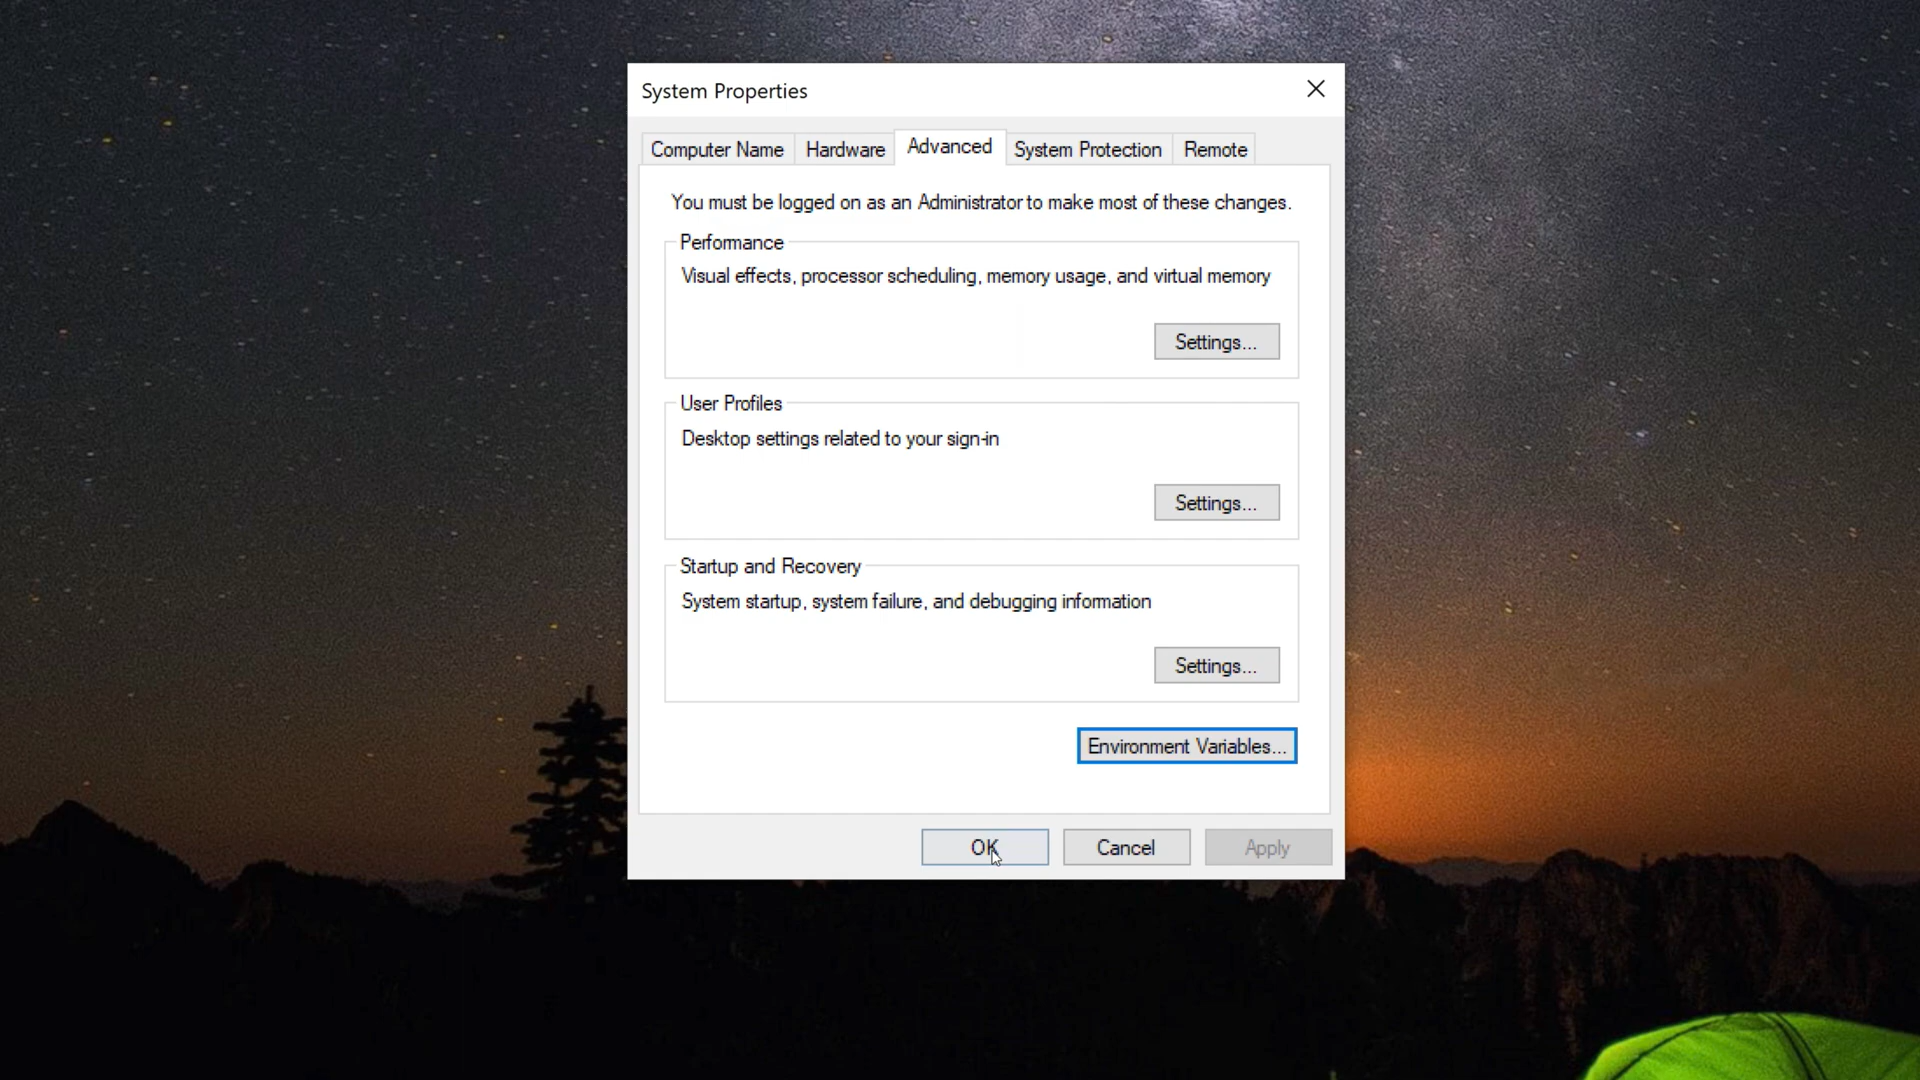 System Properties
Computer Name
Hardware
Advanced
System Protection
Remote
You must be logged on as an Administrator to make most of these changes.
Performance
Visual effects, processor scheduling, memory usage, and virtual memory
Settings...
User Profiles
Desktop settings related to your sign-in
Settings...
Startup and Recovery
System startup, system failure, and debugging information
Settings...
Environment Variables...
OK
Cancel
Apply